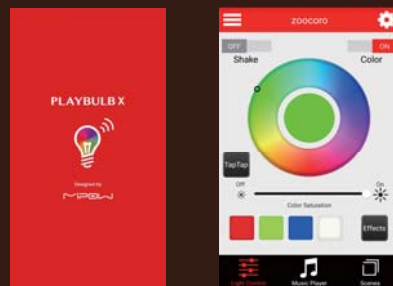 PLAYBULB X
Designed by
MIPOW
zoocoro
OFF
ON
Shake
Color
TapTap
Off
On
Color Saturation
Effects
Light Control
Music Player
Scenes